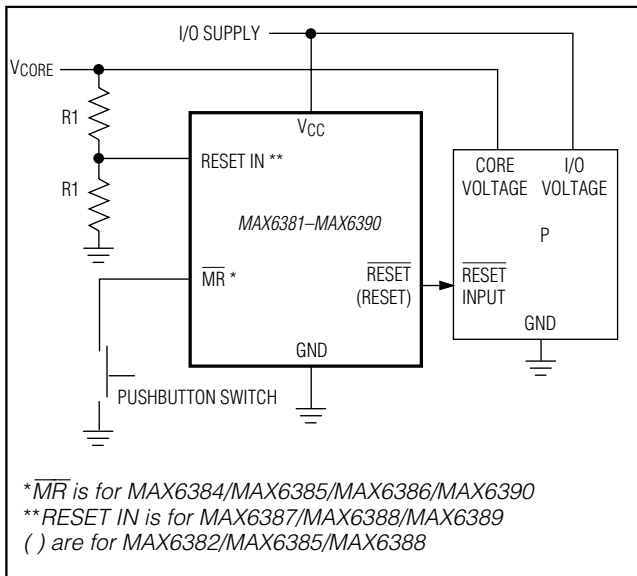 I/O SUPPLY
VCORE
R1
VCC
RESET IN **
CORE VOLTAGE
I/O VOLTAGE
R1
MAX6381–MAX6390
P
MR *
RESET
(RESET)
RESET
INPUT
GND
GND
PUSHBUTTON SWITCH
*MR is for MAX6384/MAX6385/MAX6386/MAX6390
**RESET IN is for MAX6387/MAX6388/MAX6389
( ) are for MAX6382/MAX6385/MAX6388